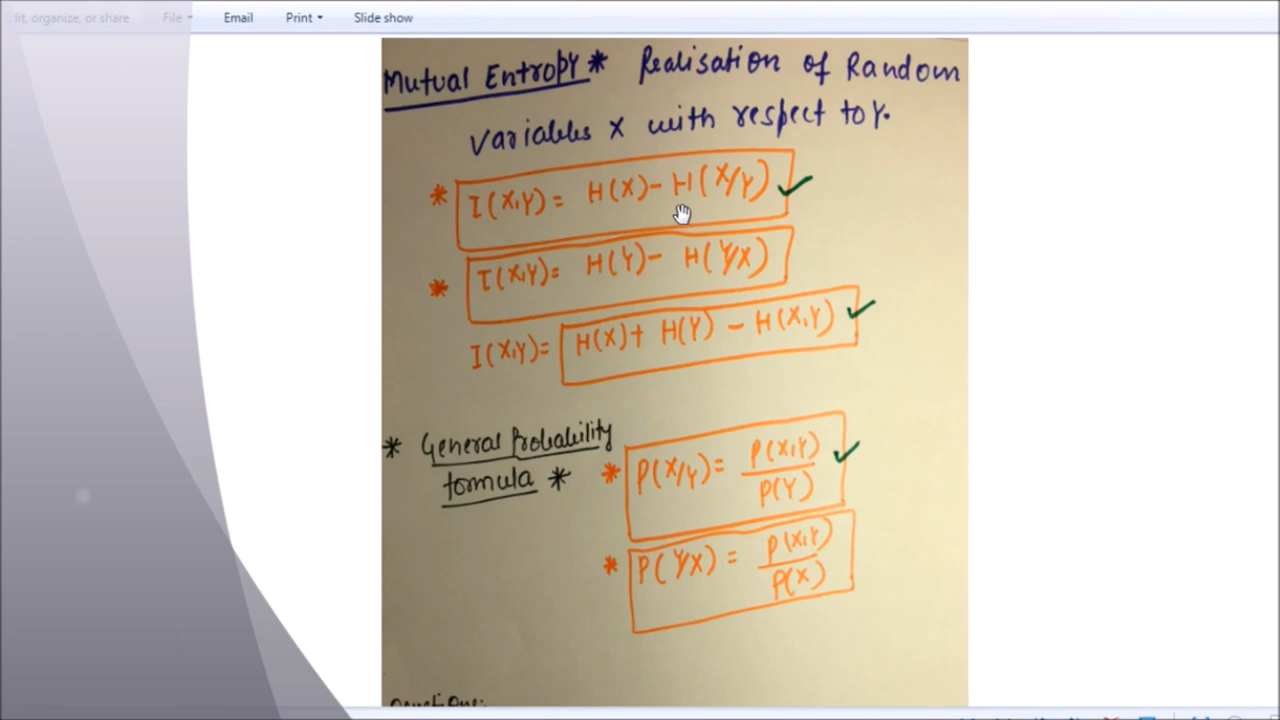 fit, organize, or share File Email Print Slide show
Mutual Entropy * Realisation of Random
variables x with respect to y.
* I(X,Y) = H(X) - H(X/Y) ✓
* I(X,Y) = H(Y) - H(Y/X)
I(X,Y) = H(X) + H(Y) - H(X,Y) ✓
* General Probability
formula *
* P(X/Y) = P(X,Y) / P(Y) ✓
* P(Y/X) = P(X,Y) / P(X)